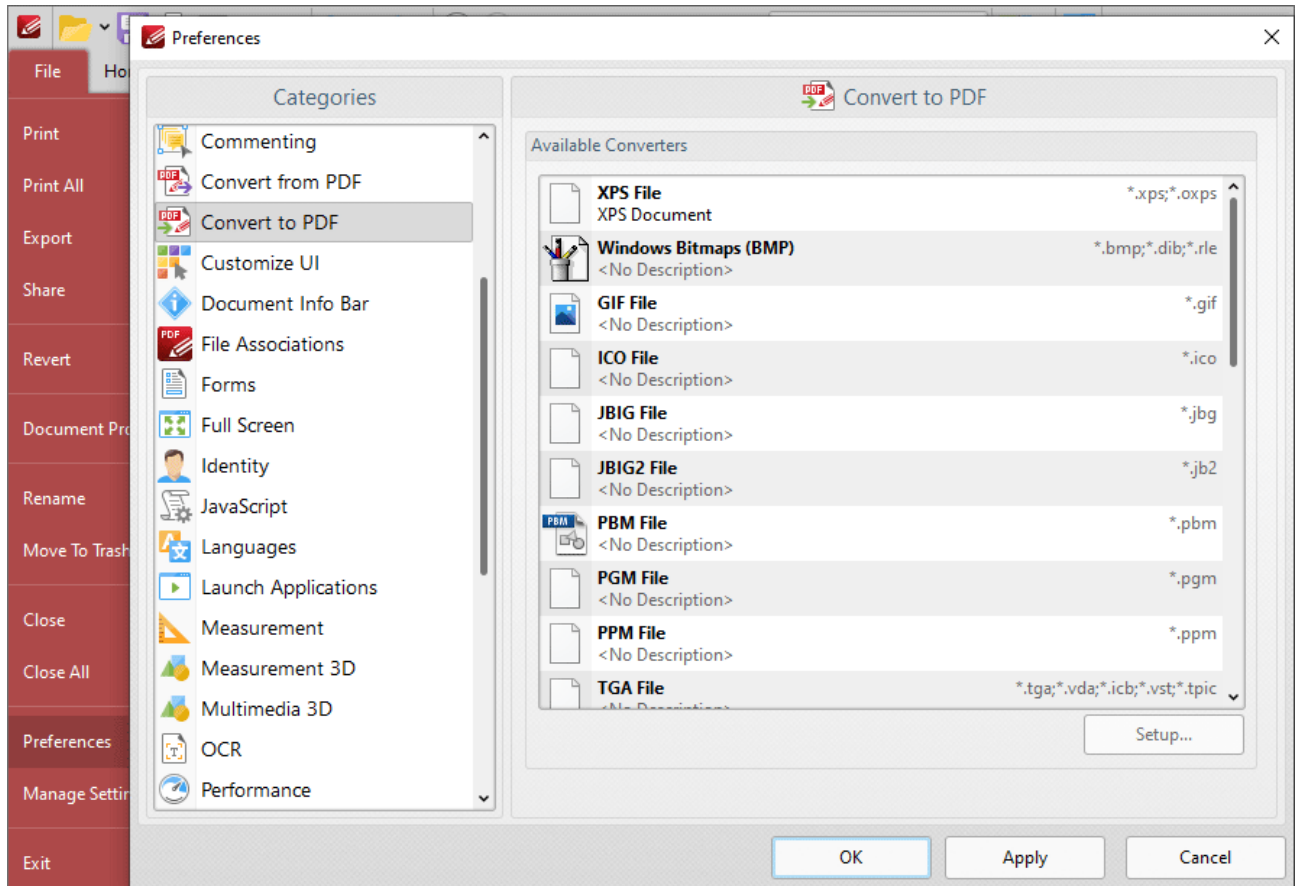 Preferences
File
Print
Print All
Export
Share
Revert
Rename
Close
Close All
Preferences
Exit
Categories
Commenting
Convert from PDF
Convert to PDF
Customize UI
Document Info Bar
File Associations
Forms
Full Screen
Identity
JavaScript
Languages
Launch Applications
Measurement
Measurement 3D
Multimedia 3D
OCR
Performance
Convert to PDF
Available Converters
XPS File *.xps;*.oxps
XPS Document
Windows Bitmaps (BMP) *.bmp;*.dib;*.rle
<No Description>
GIF File *.gif
<No Description>
ICO File *.ico
<No Description>
JBIG File *.jbg
<No Description>
JBIG2 File *.jb2
<No Description>
PBM File *.pbm
<No Description>
PGM File *.pgm
<No Description>
PPM File *.ppm
<No Description>
TGA File *.tga;*.vda;*.icb;*.vst;*.tpic
Setup...
OK Apply Cancel
Document
Move To Trash
Manage